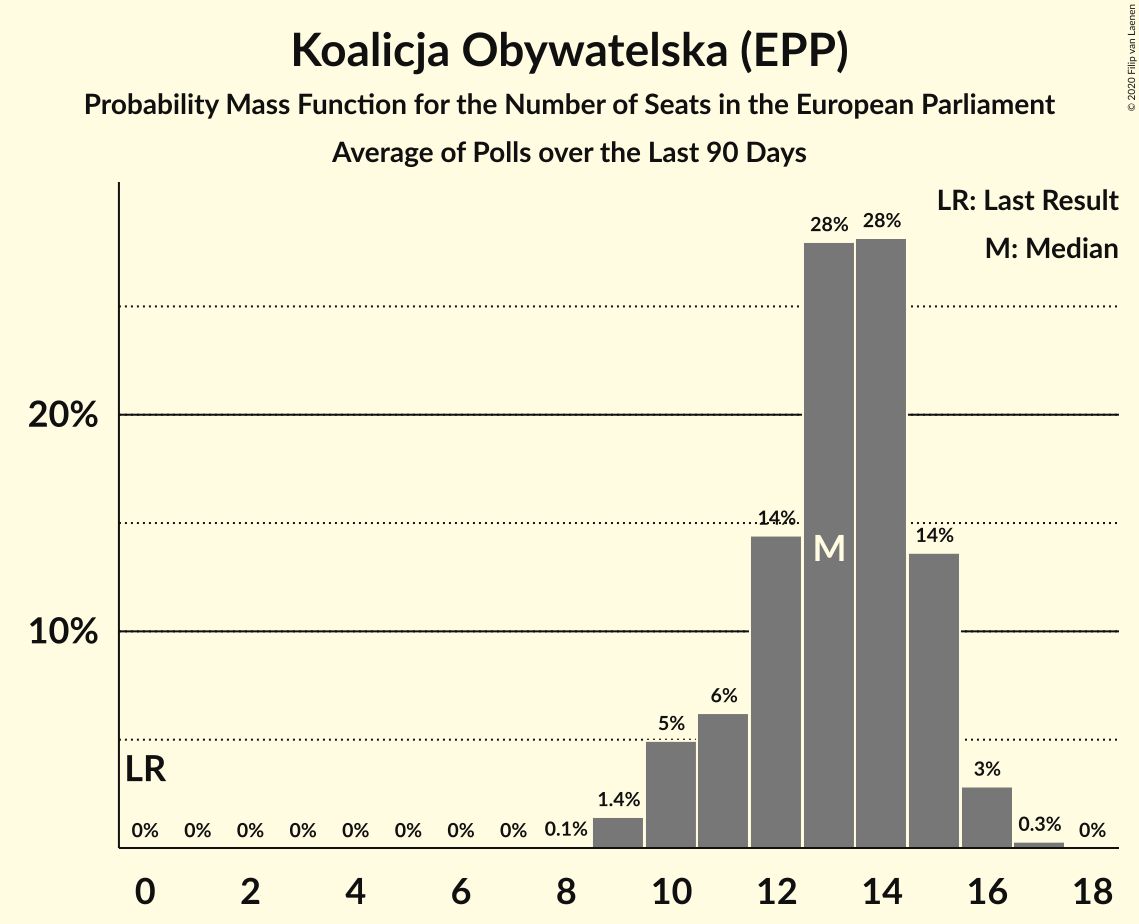 Koalicja Obywatelska (EPP)
Probability Mass Function for the Number of Seats in the European Parliament
Average of Polls over the Last 90 Days
© 2020 Filip van Laenen
LR: Last Result
M: Median
28% 28%
20%
14% 14%
M
10%
6%
5%
LR
3%
1.4%
0% 0% 0% 0% 0% 0% 0% 0% 0.1% 0.3% 0%
0 2 4 6 8 10 12 14 16 18